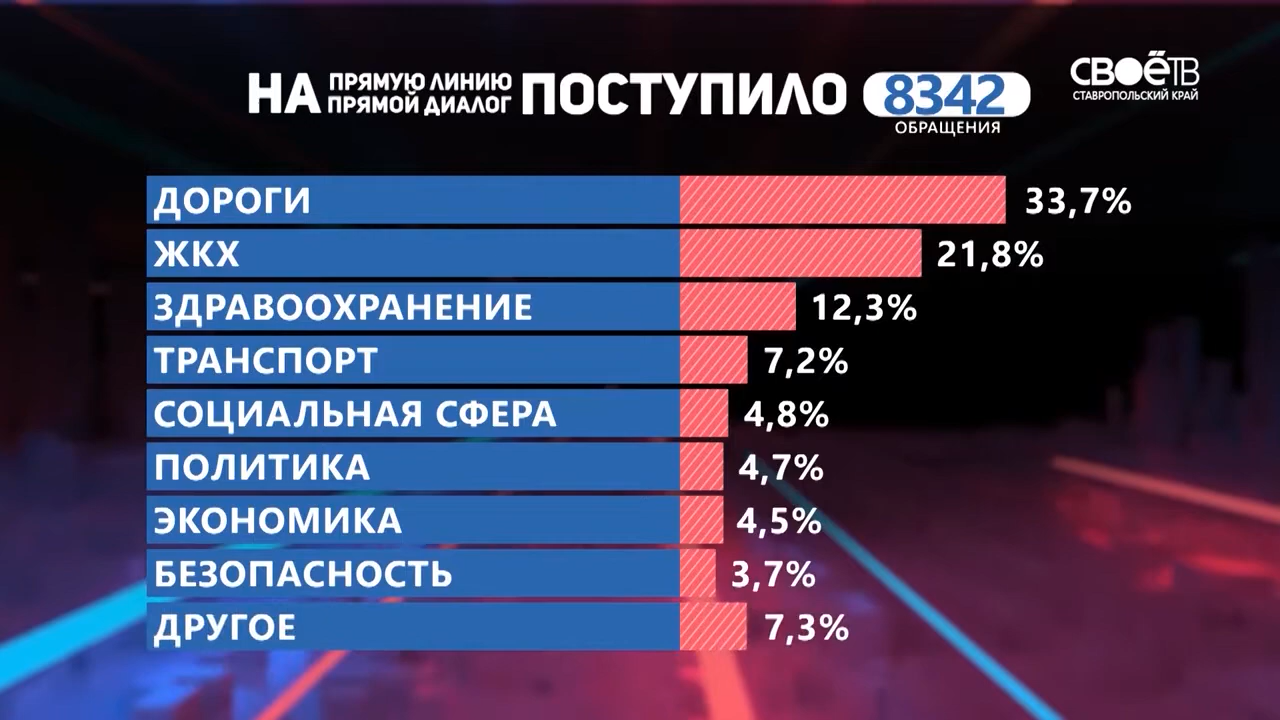 НА ПРЯМУЮ ЛИНИЮ ПРЯМОЙ ДИАЛОГ ПОСТУПИЛО 8342
ОБРАЩЕНИЯ
СВОЁТВ
СТАВРОПОЛЬСКИЙ КРАЙ
ДОРОГИ 33,7%
ЖКХ 21,8%
ЗДРАВООХРАНЕНИЕ 12,3%
ТРАНСПОРТ 7,2%
СОЦИАЛЬНАЯ СФЕРА 4,8%
ПОЛИТИКА 4,7%
ЭКОНОМИКА 4,5%
БЕЗОПАСНОСТЬ 3,7%
ДРУГОЕ 7,3%